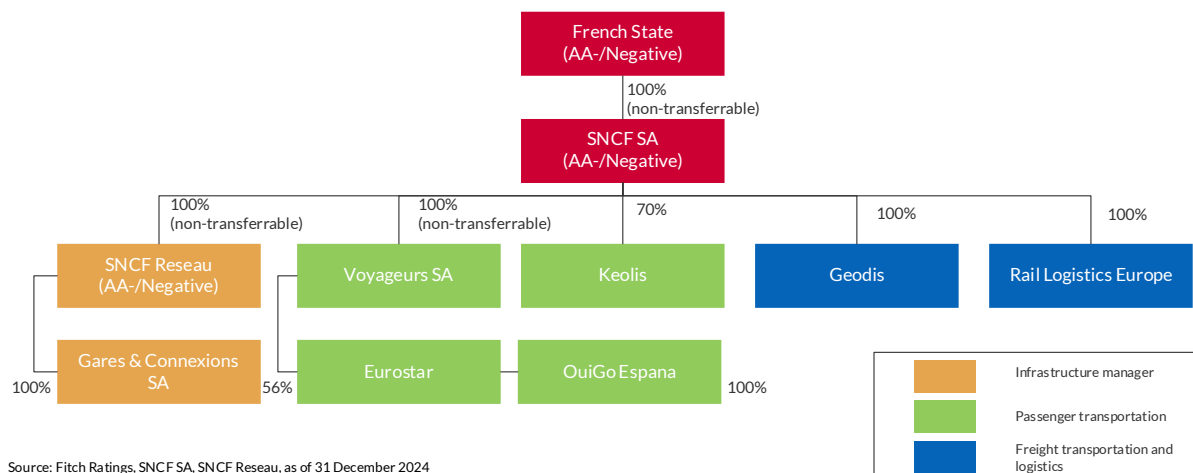 French State
(AA-/Negative)
100%
(non-transferrable)
SNCF SA
(AA-/Negative)
100%
(non-transferrable)
100%
(non-transferrable)
70%
100%
100%
SNCF Reseau
(AA-/Negative)
Voyageurs SA
Keolis
Geodis
Rail Logistics Europe
Gares & Connexions
SA
100%
Eurostar
56%
OuiGo Espana
100%
Infrastructure manager
Passenger transportation
Freight transportation and
logistics
Source: Fitch Ratings, SNCF SA, SNCF Reseau, as of 31 December 2024